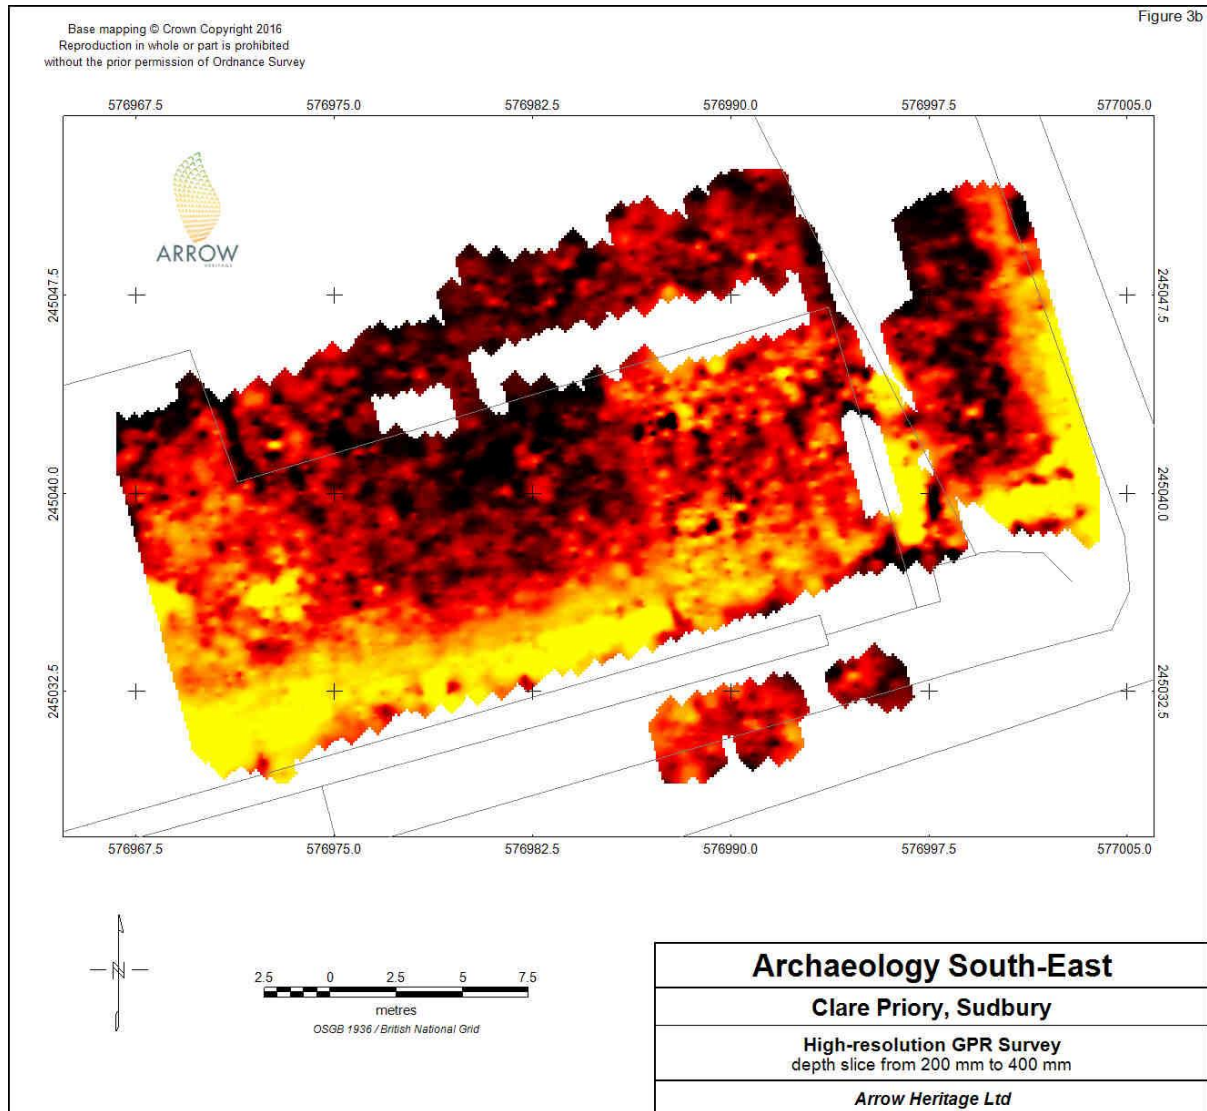 Figure 3b
Base mapping © Crown Copyright 2016
Reproduction in whole or part is prohibited
without the prior permission of Ordnance Survey
576967.5 576975.0 576982.5 576990.0 576997.5 577005.0
ARROW
HERITAGE
245047.5 245047.5
245040.0 245040.0
245032.5 245032.5
576967.5 576975.0 576982.5 576990.0 576997.5 577005.0
N
2.5 0 2.5 5 7.5
metres
OSGB 1936 / British National Grid
Archaeology South-East
Clare Priory, Sudbury
High-resolution GPR Survey
depth slice from 200 mm to 400 mm
Arrow Heritage Ltd